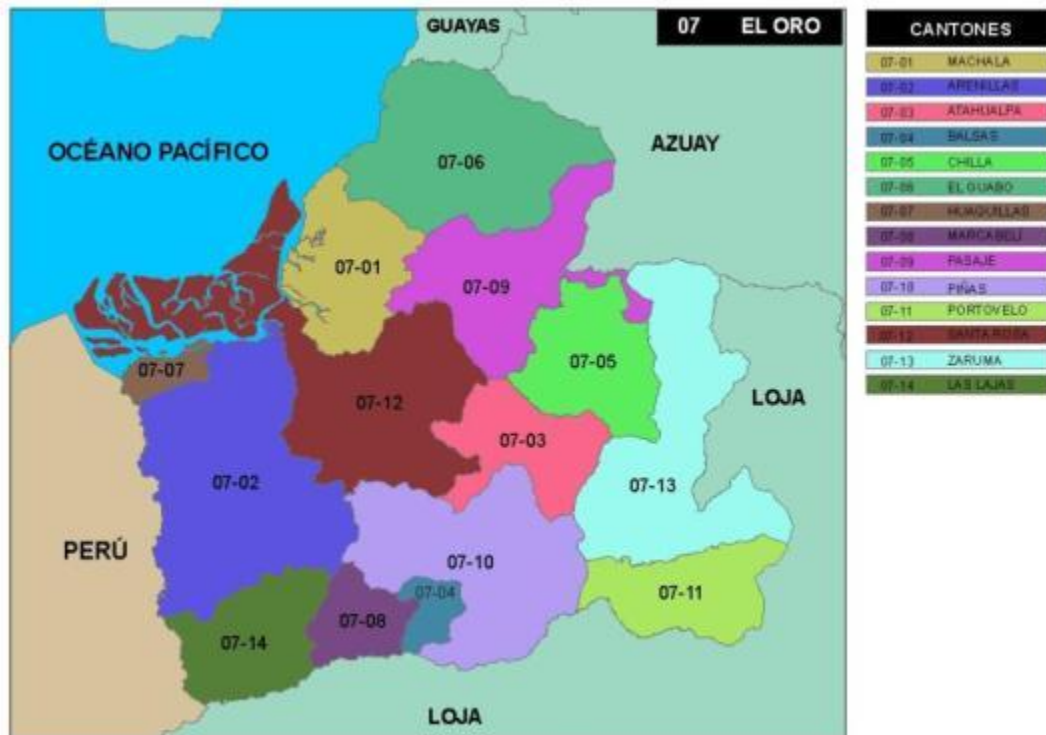 GUAYAS
07 EL ORO
OCÉANO PACÍFICO
AZUAY
07-06
07-01
07-09
07-07
07-05
07-12
LOJA
07-03
07-02
07-13
PERÚ
07-10
07-04
07-11
07-08
07-14
LOJA
CANTONES
07-01 MACHALA
07-02 ARENILLAS
07-03 ATAHUALPA
07-04 BALSAS
07-05 CHILLA
07-06 EL GUABO
07-07 HUAQUILLAS
07-08 MARCABELI
07-09 PASAJE
07-10 PIÑAS
07-11 PORTOVELO
07-12 SANTA ROSA
07-13 ZARUMA
07-14 LAS LAJAS